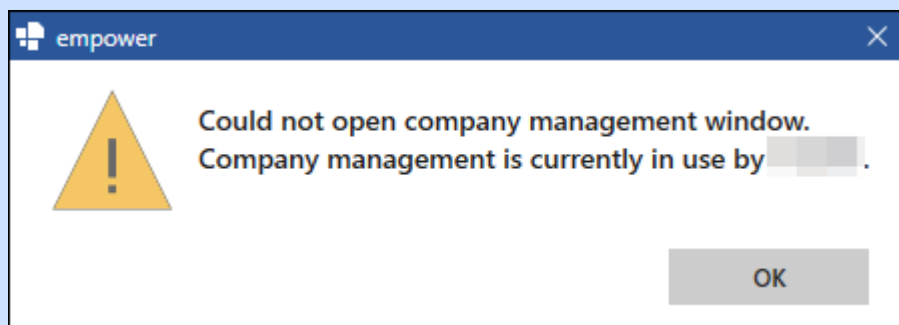 empower
Could not open company management window.
Company management is currently in use by .
OK